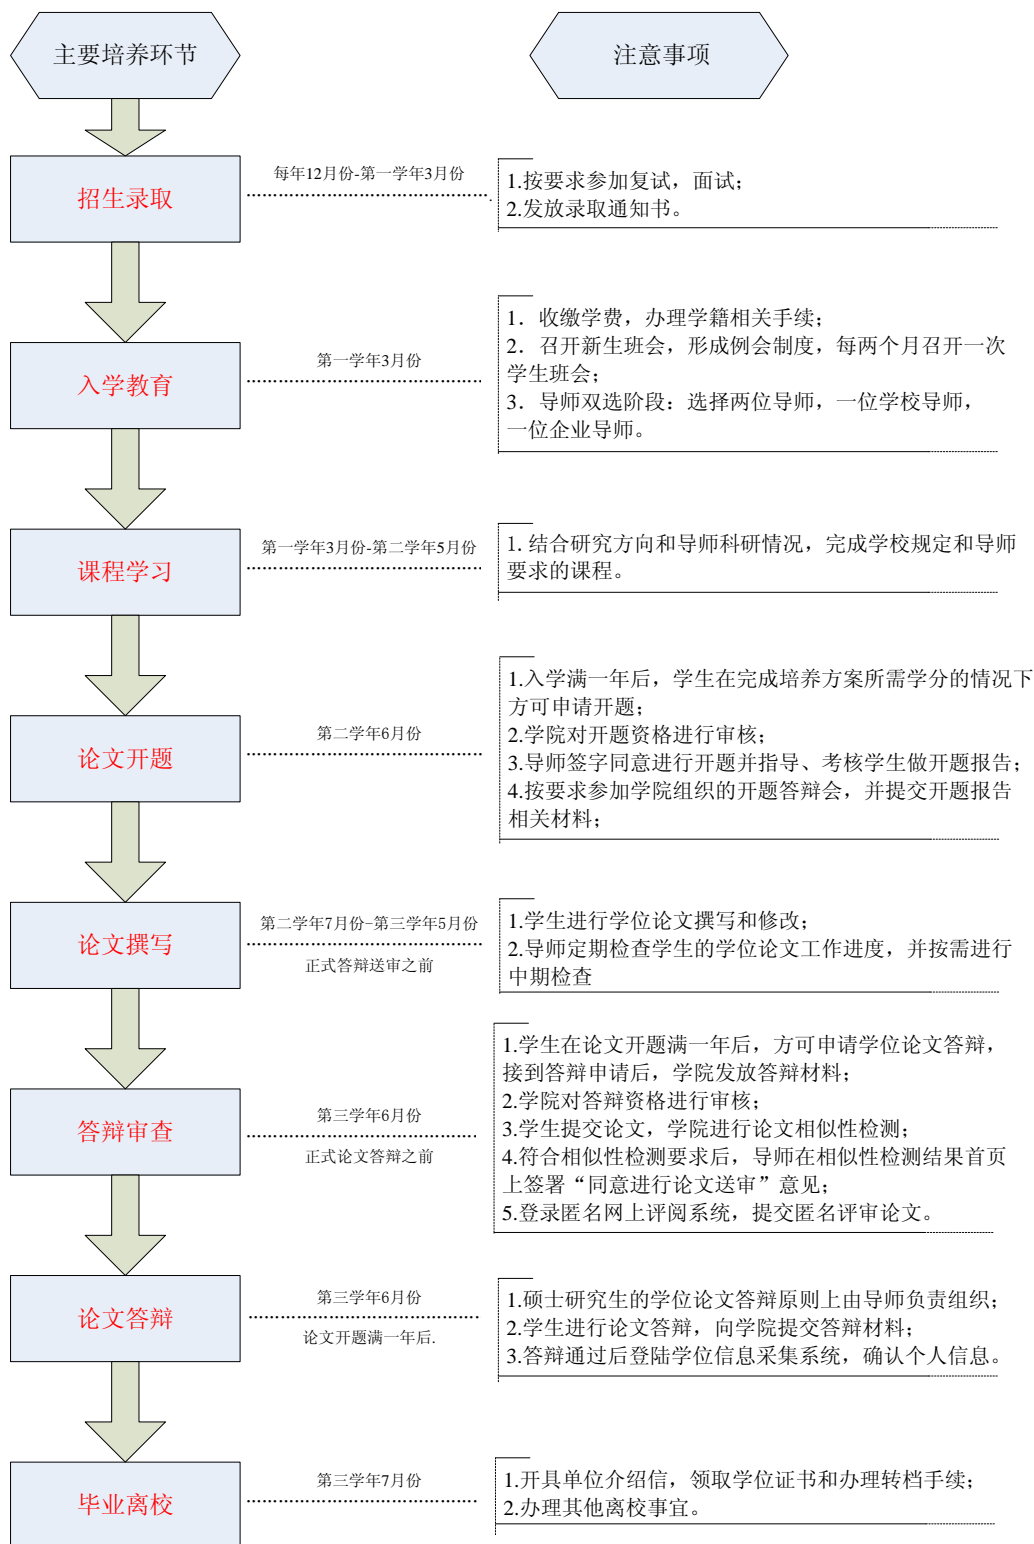 主要培养环节
注意事项
招生录取
每年12月份-第一学年3月份
1.按要求参加复试，面试；
2.发放录取通知书。
入学教育
第一学年3月份
1．收缴学费，办理学籍相关手续；
2．召开新生班会，形成例会制度，每两个月召开一次
学生班会；
3．导师双选阶段：选择两位导师，一位学校导师，
一位企业导师。
课程学习
第一学年3月份-第二学年5月份
1. 结合研究方向和导师科研情况，完成学校规定和导师
要求的课程。
论文开题
第二学年6月份
1.入学满一年后，学生在完成培养方案所需学分的情况下
方可申请开题；
2.学院对开题资格进行审核；
3.导师签字同意进行开题并指导、考核学生做开题报告；
4.按要求参加学院组织的开题答辩会，并提交开题报告
相关材料；
论文撰写
第二学年7月份-第三学年5月份
正式答辩送审之前
1.学生进行学位论文撰写和修改；
2.导师定期检查学生的学位论文工作进度，并按需进行
中期检查
答辩审查
第三学年6月份
正式论文答辩之前
1.学生在论文开题满一年后，方可申请学位论文答辩，
接到答辩申请后，学院发放答辩材料；
2.学院对答辩资格进行审核；
3.学生提交论文，学院进行论文相似性检测；
4.符合相似性检测要求后，导师在相似性检测结果首页
上签署“同意进行论文送审”意见；
5.登录匿名网上评阅系统，提交匿名评审论文。
论文答辩
第三学年6月份
论文开题满一年后.
1.硕士研究生的学位论文答辩原则上由导师负责组织；
2.学生进行论文答辩，向学院提交答辩材料；
3.答辩通过后登陆学位信息采集系统，确认个人信息。
毕业离校
第三学年7月份
1.开具单位介绍信，领取学位证书和办理转档手续；
2.办理其他离校事宜。